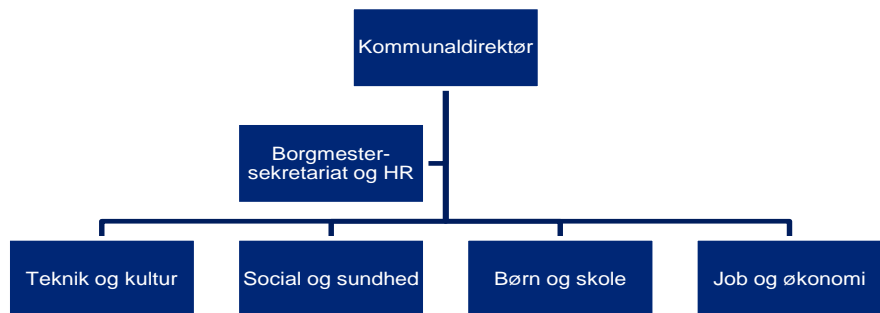 Kommunaldirektør
Borgmester-
sekretariat og HR
Teknik og kultur
Social og sundhed
Børn og skole
Job og økonomi